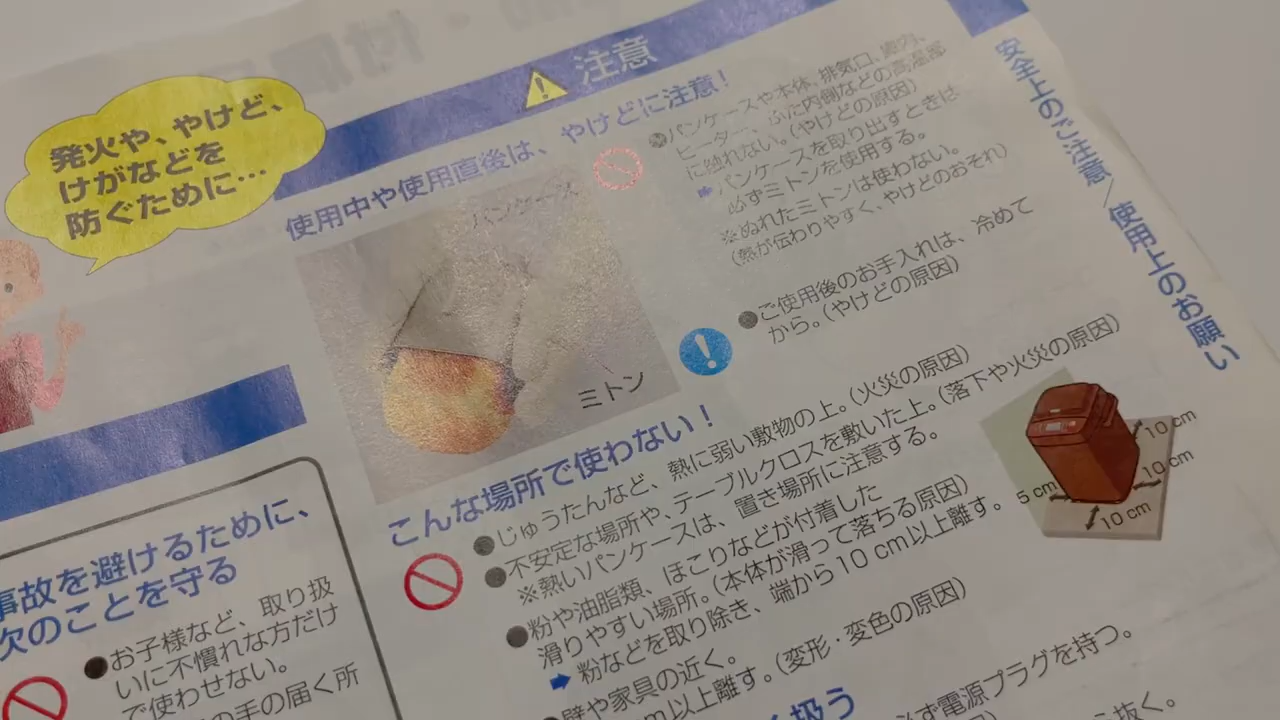 注意
発火や、やけど、
けがなどを
防ぐために…
使用中や使用直後は、やけどに注意！
パンケース
ミトン
●パンケースや本体、排気口、庫内、
ヒーター、ふた内側などの高温部
に触れない。(やけどの原因)
パンケースを取り出すときは
必ずミトンを使用する。
※ぬれたミトンは使わない。
(熱が伝わりやすく、やけどのおそれ)
●ご使用後のお手入れは、冷めて
から。(やけどの原因)
こんな場所で使わない！
●じゅうたんなど、熱に弱い敷物の上。(火災の原因)
●不安定な場所や、テーブルクロスを敷いた上。(落下や火災の原因)
※熱いパンケースは、置き場所に注意する。
●粉や油脂類、ほこりなどが付着した
滑りやすい場所。(本体が滑って落ちる原因)
粉などを取り除き、端から10 cm以上離す。
●壁や家具の近く。
cm以上離す。(変形・変色の原因)
10 cm
10 cm
5 cm
10 cm
扱う
ず電源プラグを持つ。
抜く。
事故を避けるために、
次のことを守る
●お子様など、取り扱
いに不慣れな方だけ
で使わせない。
の手の届く所
安全上のご注意／使用上のお願い